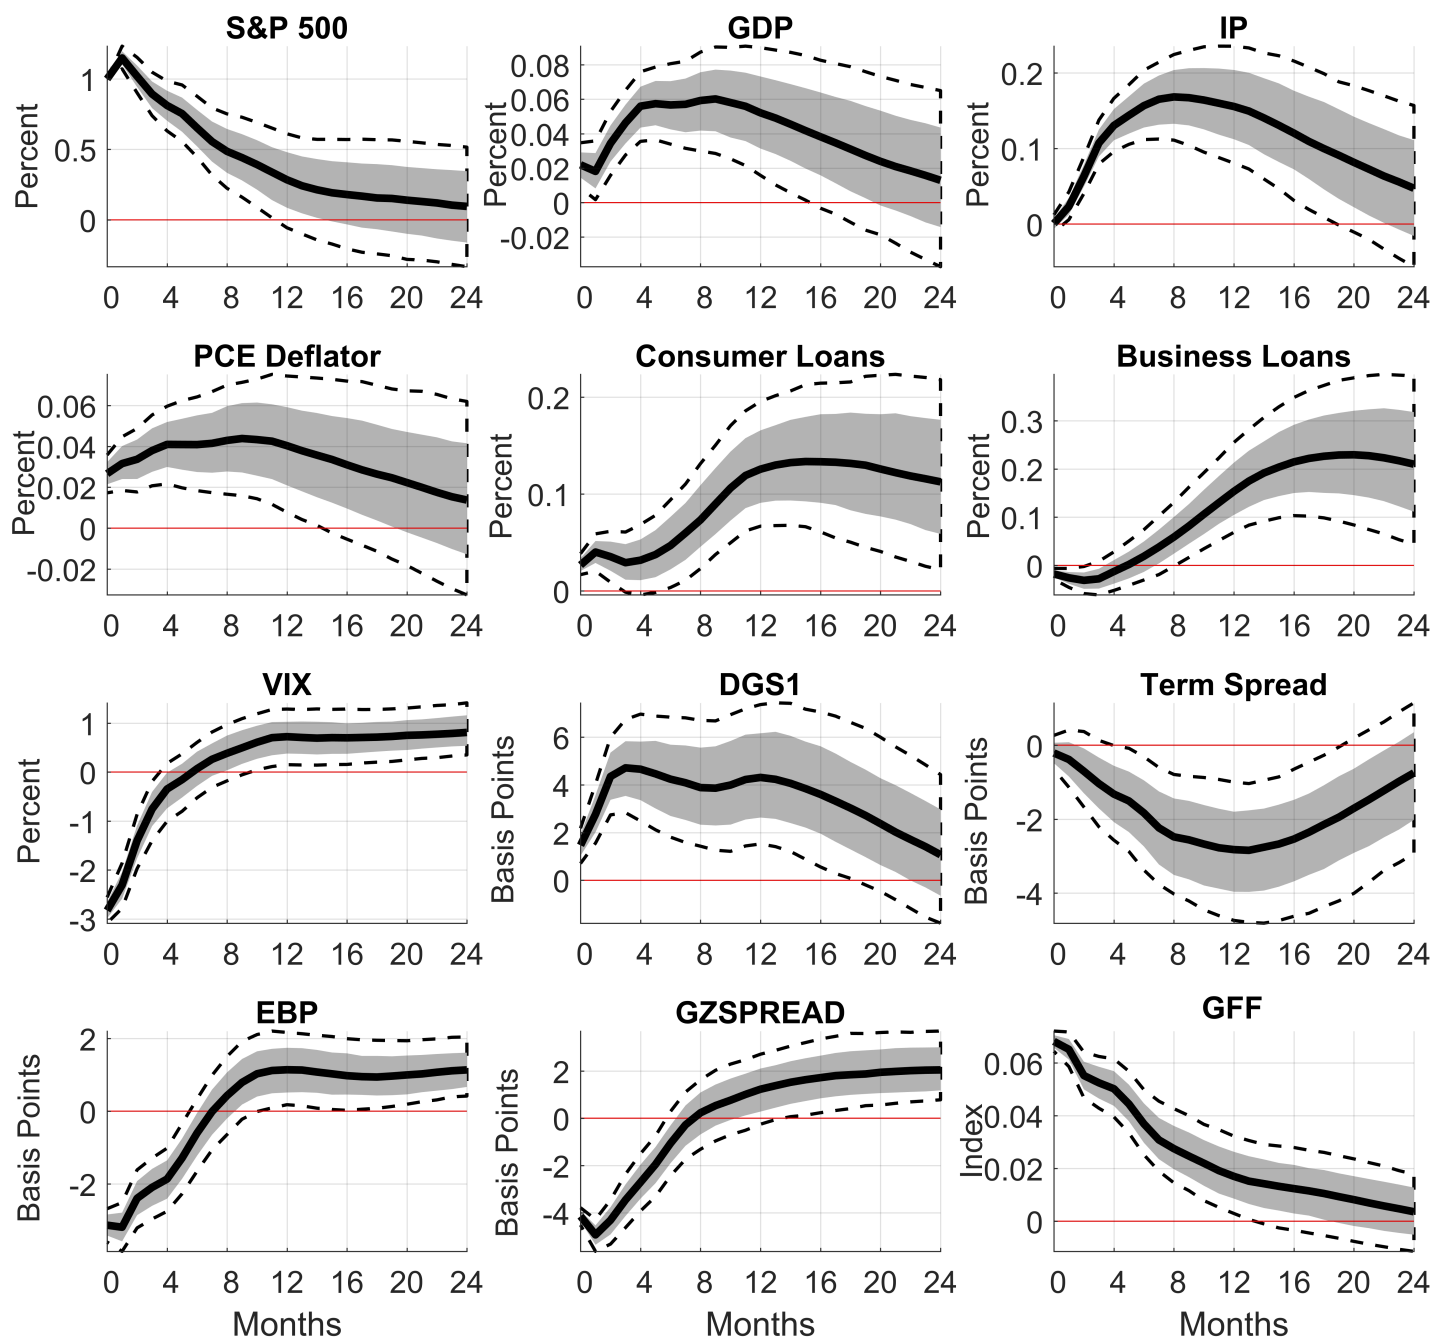 S&P 500
GDP
IP
Percent
1
0.5
0
0 4 8 12 16 20 24
Percent
0.08
0.06
0.04
0.02
0
-0.02
0 4 8 12 16 20 24
Percent
0.2
0.1
0
0 4 8 12 16 20 24
PCE Deflator
Consumer Loans
Business Loans
Percent
0.06
0.04
0.02
0
-0.02
0 4 8 12 16 20 24
Percent
0.2
0.1
0
0 4 8 12 16 20 24
Percent
0.3
0.2
0.1
0
0 4 8 12 16 20 24
VIX
DGS1
Term Spread
Percent
1
0
-1
-2
-3
0 4 8 12 16 20 24
Basis Points
6
4
2
0
0 4 8 12 16 20 24
Basis Points
0
-2
-4
0 4 8 12 16 20 24
EBP
GZSPREAD
GFF
Basis Points
2
0
-2
0 4 8 12 16 20 24
Months
Basis Points
2
0
-2
-4
0 4 8 12 16 20 24
Months
Index
0.06
0.04
0.02
0
0 4 8 12 16 20 24
Months